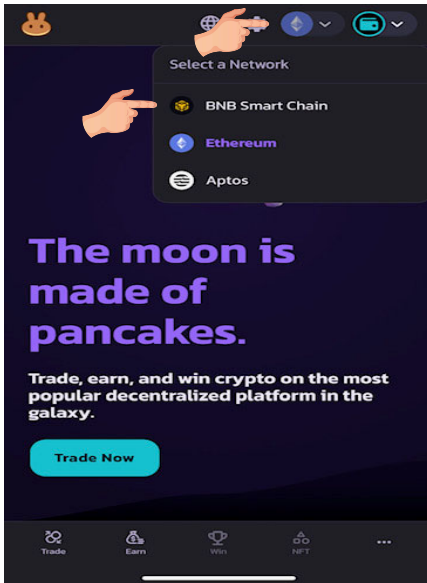 Select a Network
BNB Smart Chain
Ethereum
Aptos
The moon is
made of
pancakes.
Trade, earn, and win crypto on the most
popular decentralized platform in the
galaxy.
Trade Now
Trade
Earn
Win
NFT